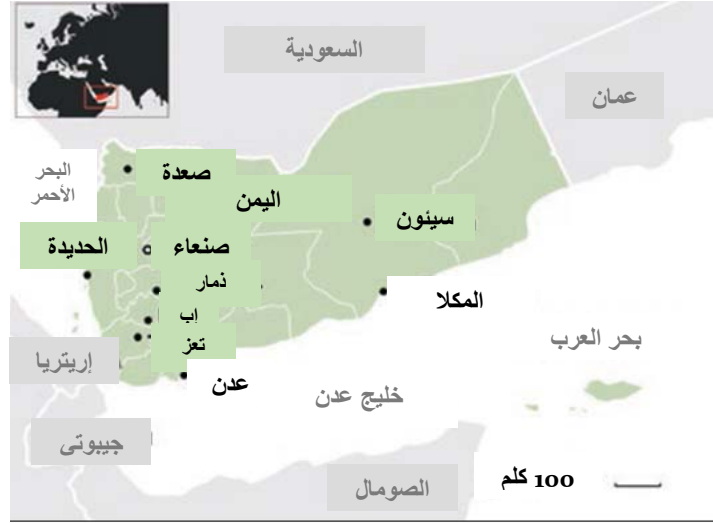 السعودية
عمان
البحر
الأحمر
صعدة
اليمن
سيئون
الحديدة
صنعاء
ذمار
المكلا
إب
تعز
بحر العرب
إريتريا
عدن
خليج عدن
جيبوتى
الصومال
100 كلم